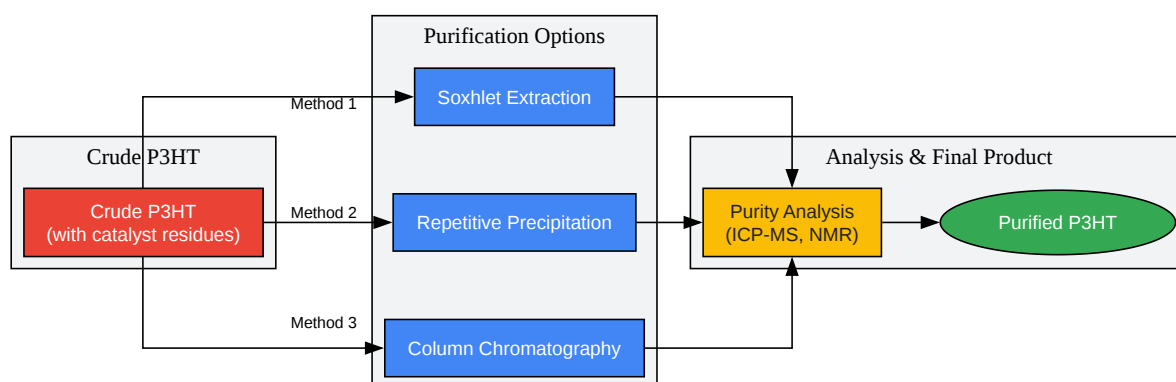 Purification Options
Soxhlet Extraction
Method 1
Crude P3HT
Analysis & Final Product
Crude P3HT
(with catalyst residues)
Method 2
Repetitive Precipitation
Purity Analysis
(ICP-MS, NMR)
Purified P3HT
Method 3
Column Chromatography